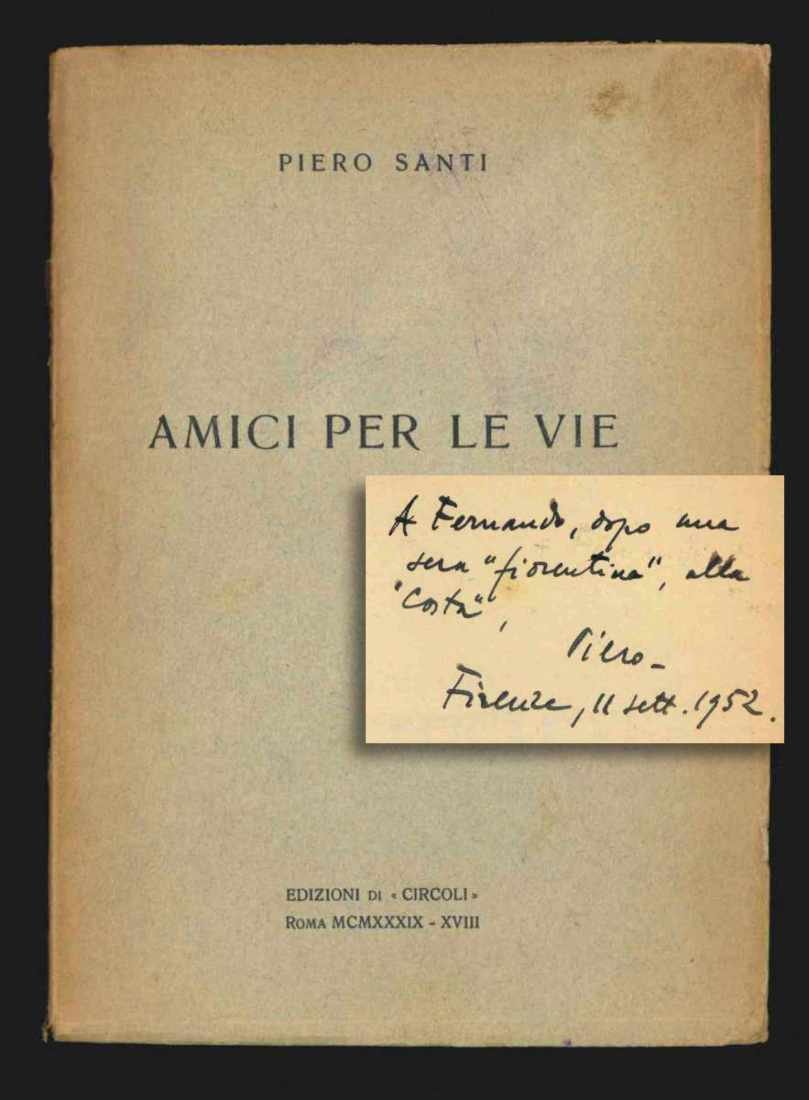 PIERO SANTI
AMICI PER LE VIE
A Fernando, dopo una
sera "fiorentina", alla
"Costa",
Piero –
Firenze, 11 sett. 1952.
EDIZIONI DI « CIRCOLI »
ROMA MCMXXXIX - XVIII